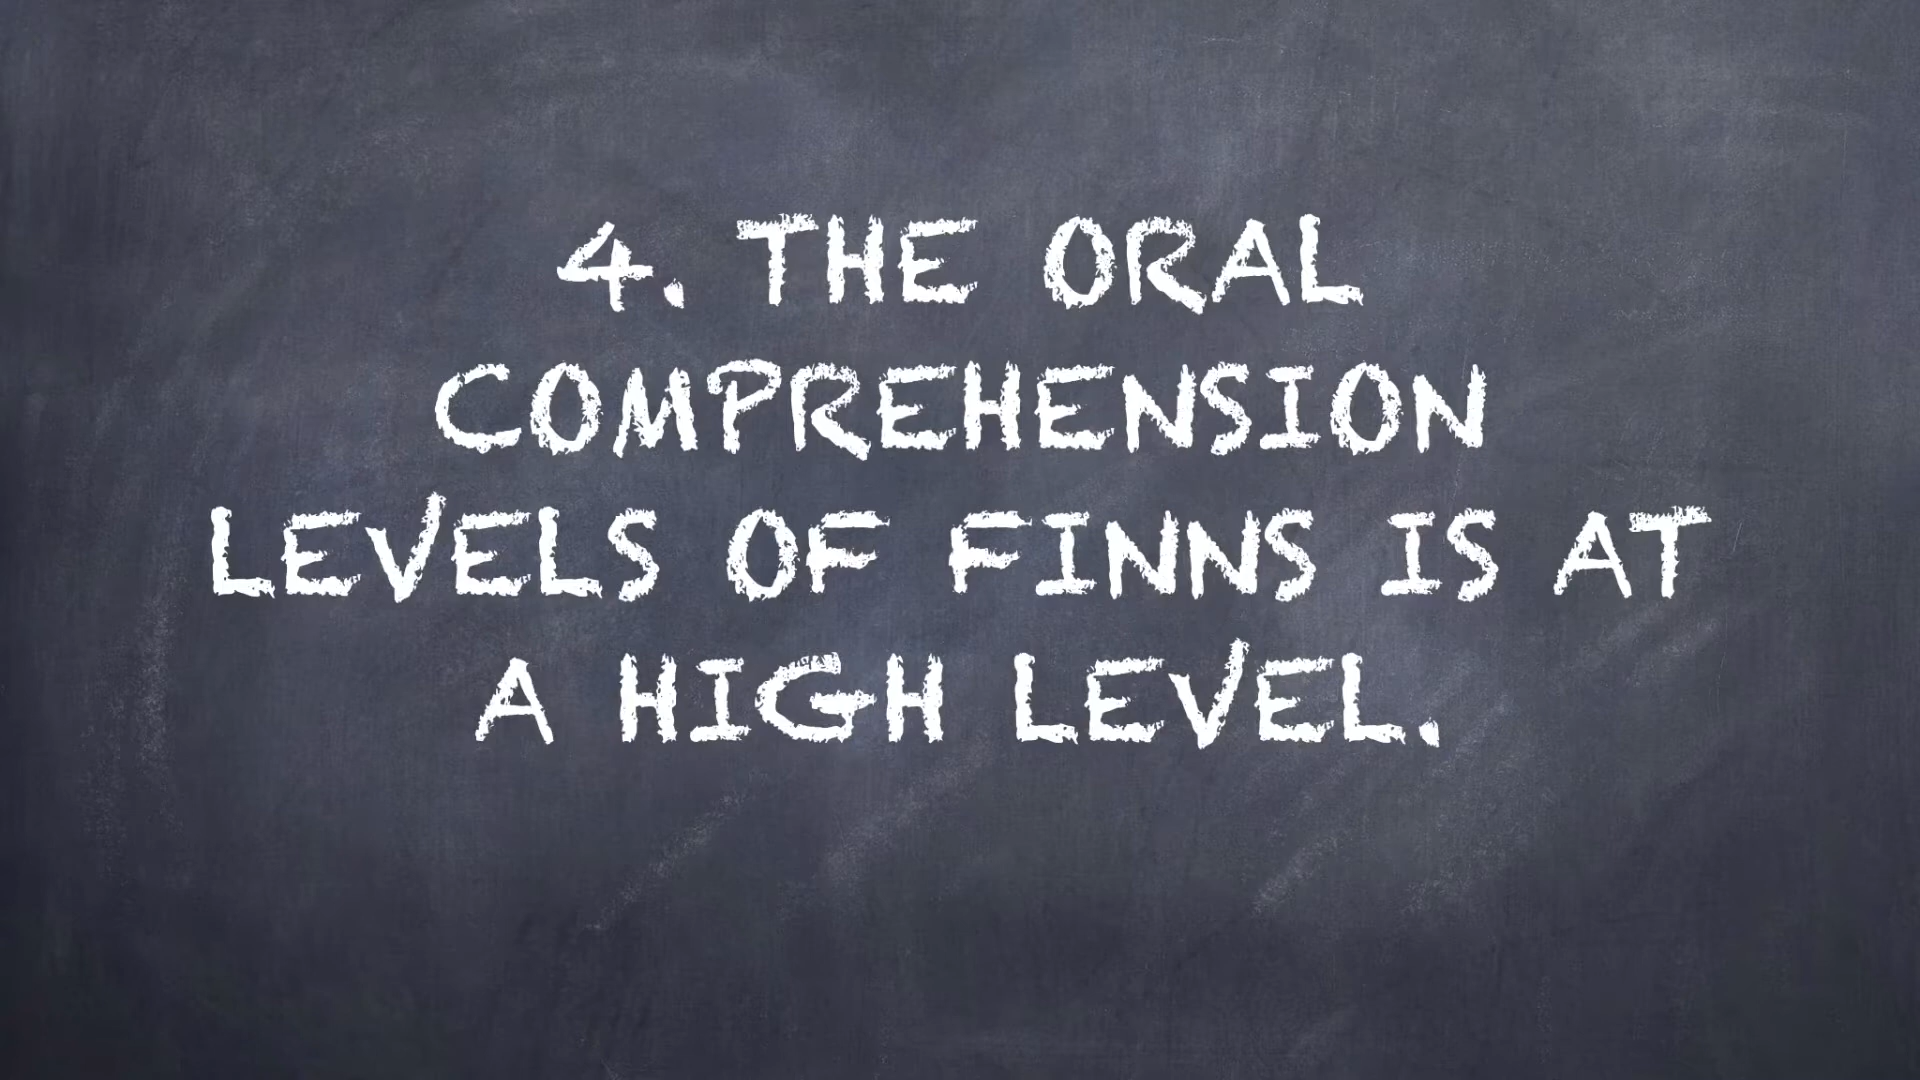 4. THE ORAL
COMPREHENSION
LEVELS OF FINNS IS AT
A HIGH LEVEL.